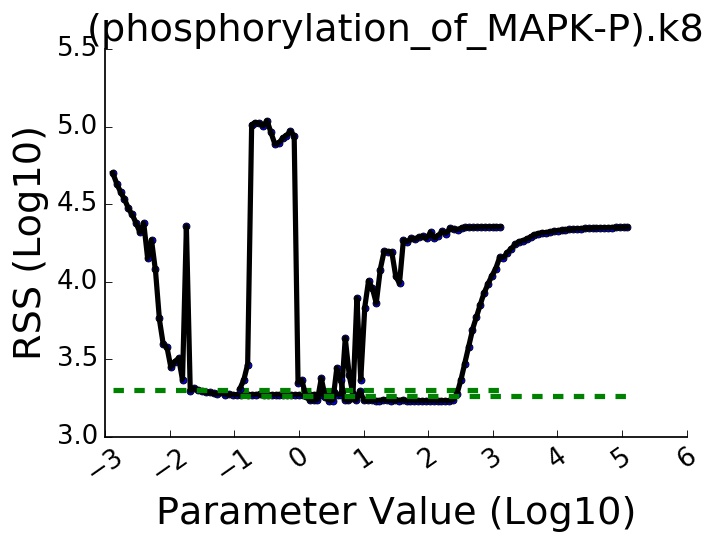 (phosphorylation_of_MAPK-P).k8
5.5
5.0
4.5
4.0
3.5
3.0
RSS (Log10)
−3 −2 −1 0 1 2 3 4 5 6
Parameter Value (Log10)